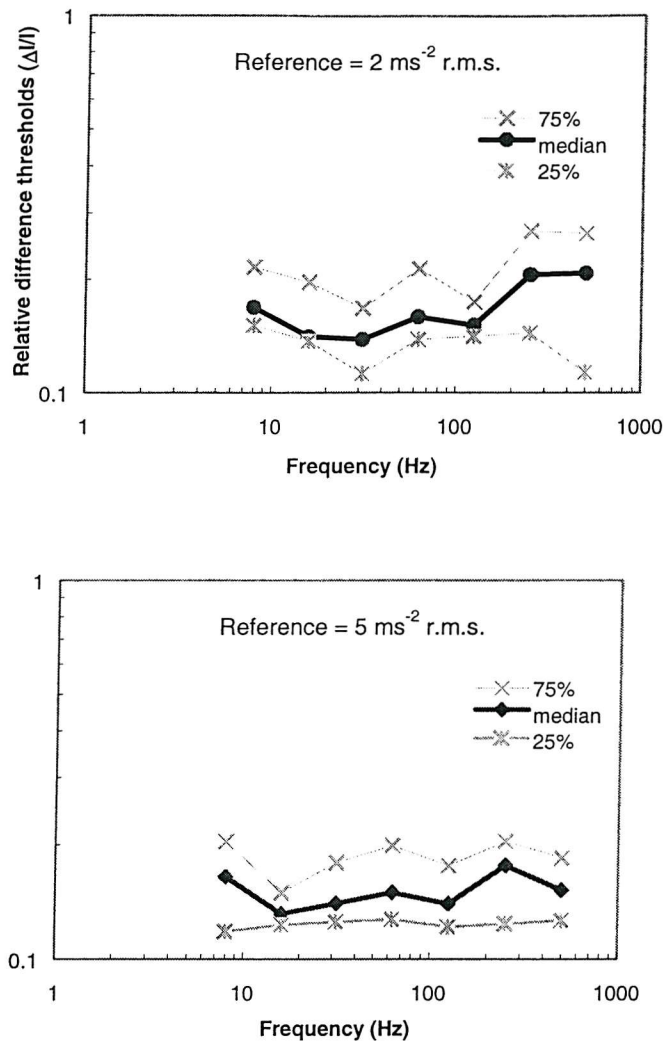 1
Reference = 2 ms-2 r.m.s.
75%
median
25%
Relative difference thresholds (ΔI/I)
0.1
1 10 100 1000
Frequency (Hz)
1
Reference = 5 ms-2 r.m.s.
75%
median
25%
0.1
1 10 100 1000
Frequency (Hz)